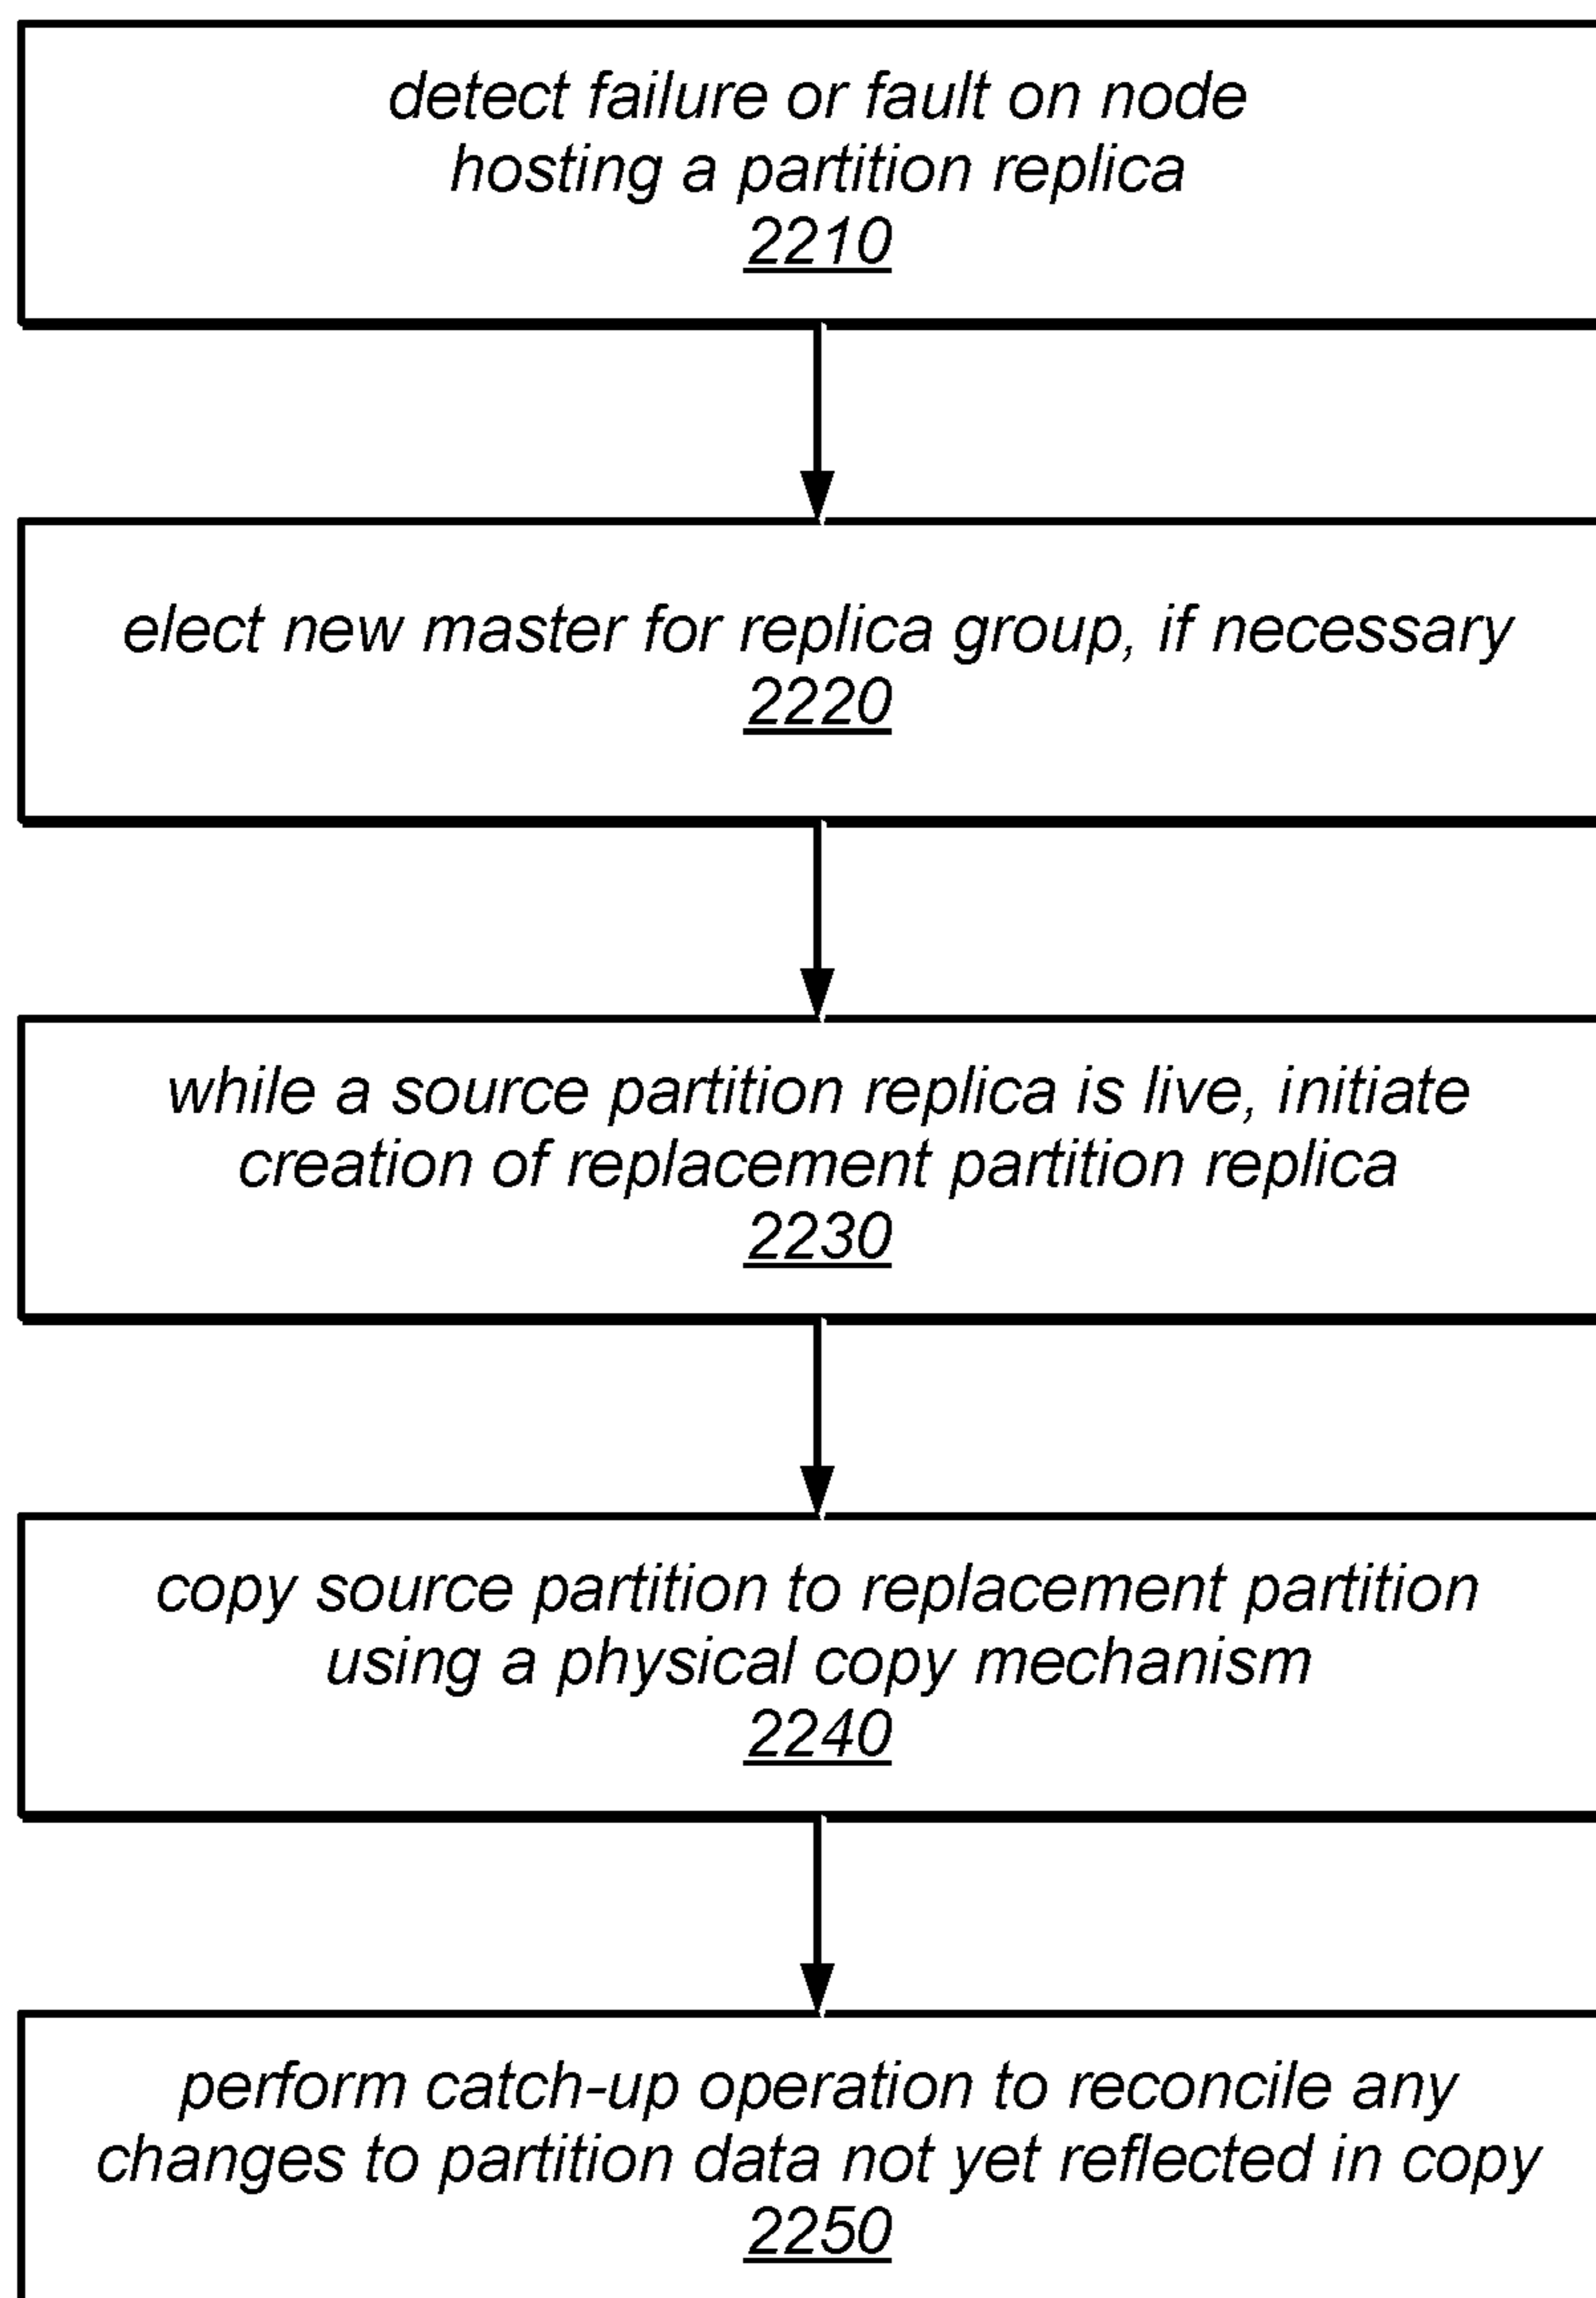 detect failure or fault on node
hosting a partition replica
2210
elect new master for replica group, if necessary
2220
while a source partition replica is live, initiate
creation of replacement partition replica
2230
copy source partition to replacement partition
using a physical copy mechanism
2240
perform catch-up operation to reconcile any
changes to partition data not yet reflected in copy
2250